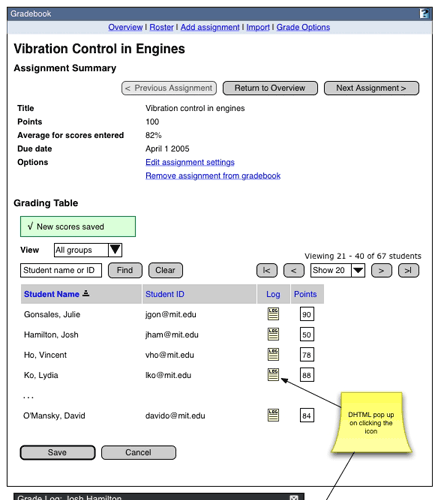 Gradebook
?
Overview | Roster | Add assignment | Import | Grade Options
Vibration Control in Engines
Assignment Summary
< Previous Assignment Return to Overview Next Assignment >
Title Vibration control in engines
Points 100
Average for scores entered 82%
Due date April 1 2005
Options Edit assignment settings
Remove assignment from gradebook
Grading Table
√ New scores saved
View All groups
Viewing 21 - 40 of 67 students
Student name or ID Find Clear |< < Show 20 > >|
Student Name Student ID Log Points
Gonsales, Julie jgon@mit.edu LOG 90
Hamilton, Josh jham@mit.edu LOG 50
Ho, Vincent vho@mit.edu LOG 78
Ko, Lydia lko@mit.edu LOG 88
...
O'Mansky, David davido@mit.edu LOG 84
DHTML pop up
on clicking the
icon
Save Cancel
Grade Log: Josh Hamilton